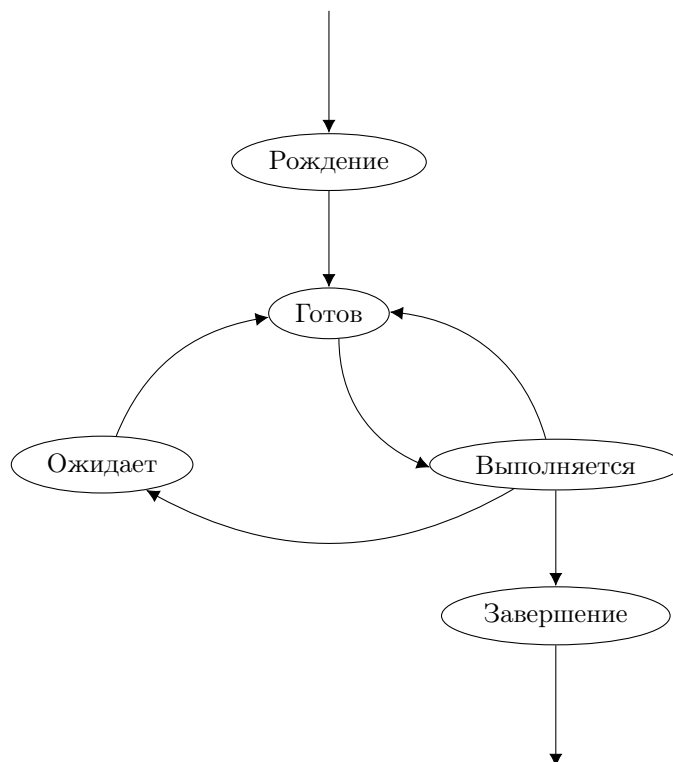 Рождение
Готов
Ожидает
Выполняется
Завершение